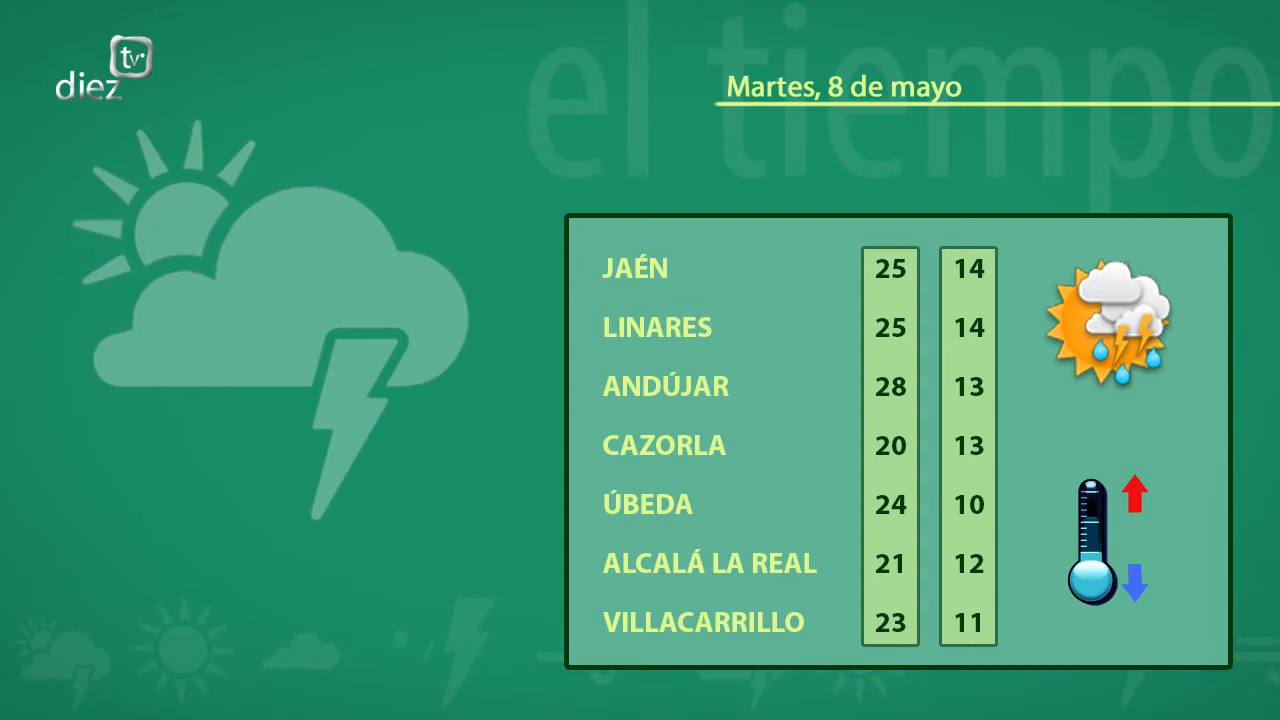 tv
diez
el tiempo
Martes, 8 de mayo
JAÉN 25 14
LINARES 25 14
ANDÚJAR 28 13
CAZORLA 20 13
ÚBEDA 24 10
ALCALÁ LA REAL 21 12
VILLACARRILLO 23 11